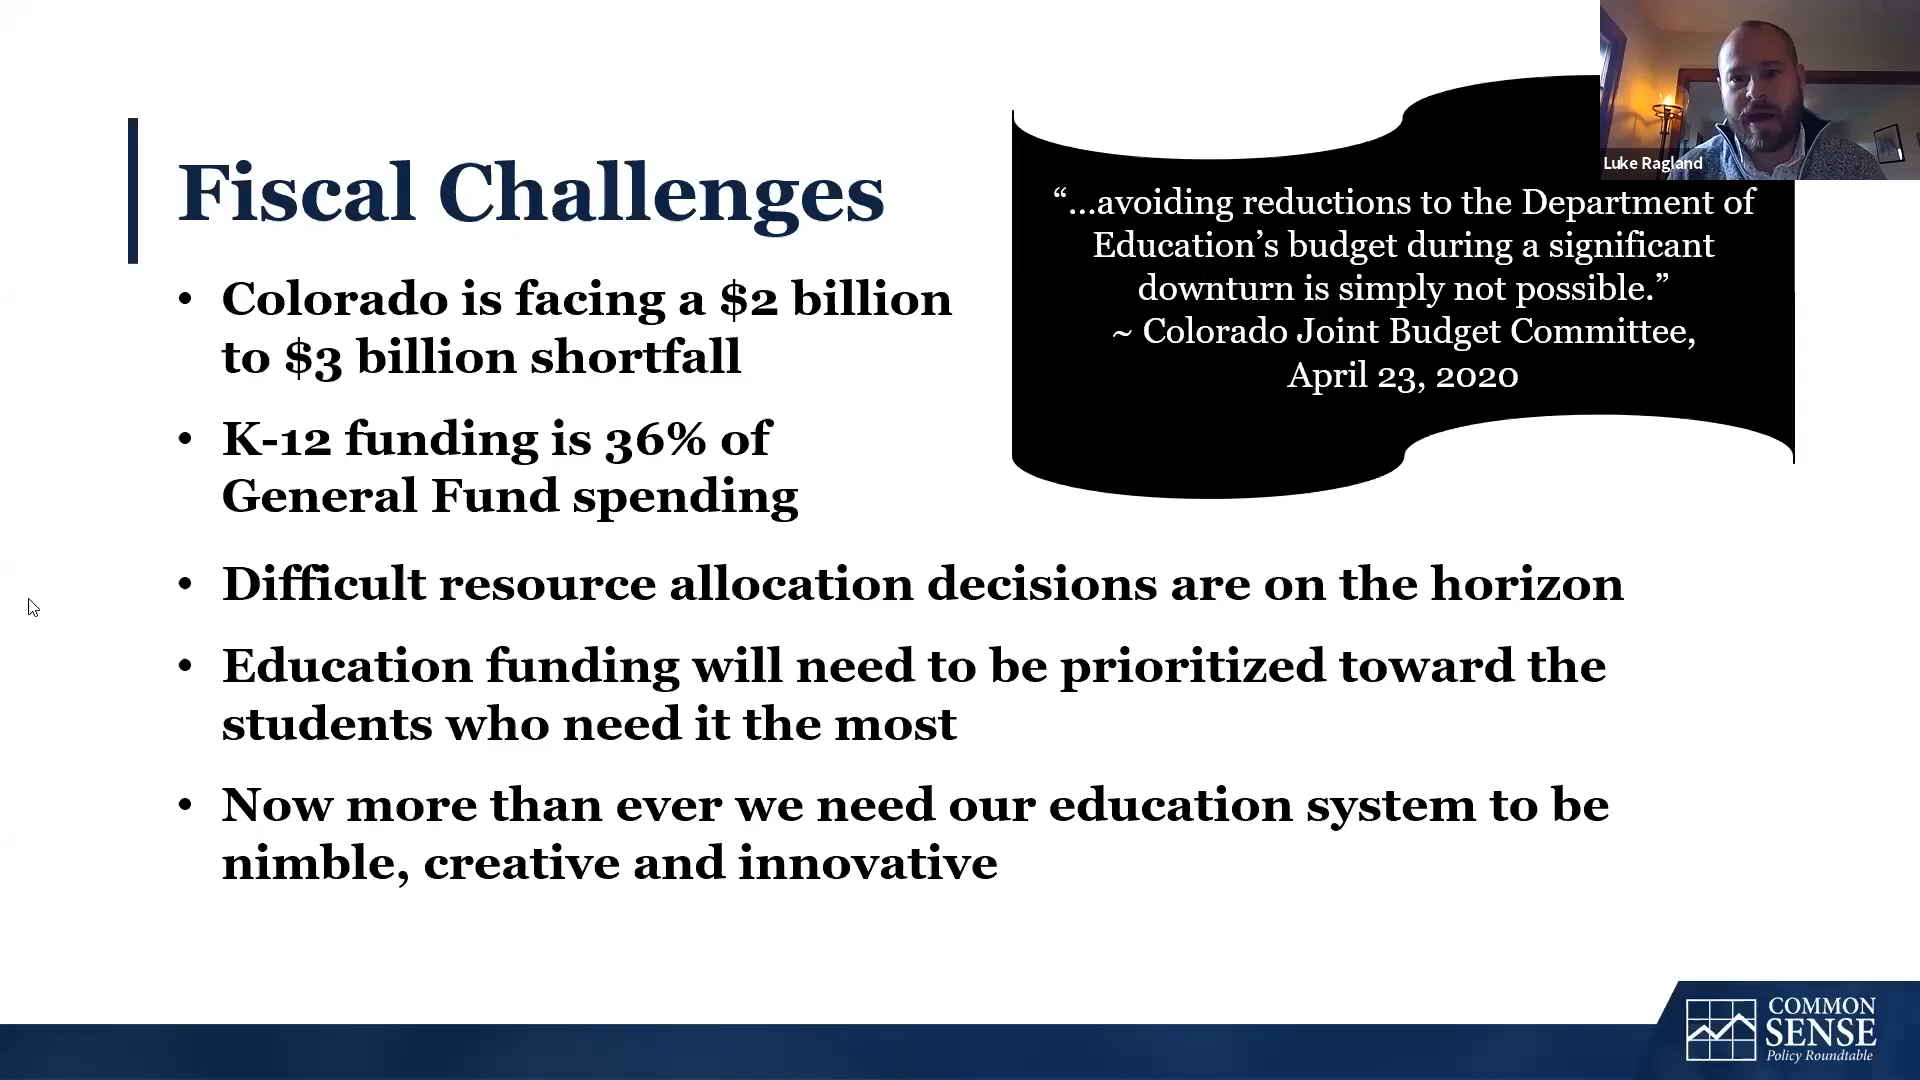 Fiscal Challenges
• Colorado is facing a $2 billion
to $3 billion shortfall
• K-12 funding is 36% of
General Fund spending
• Difficult resource allocation decisions are on the horizon
• Education funding will need to be prioritized toward the
students who need it the most
• Now more than ever we need our education system to be
nimble, creative and innovative
“...avoiding reductions to the Department of
Education’s budget during a significant
downturn is simply not possible.”
~ Colorado Joint Budget Committee,
April 23, 2020
Luke Ragland
COMMON
SENSE
Policy Roundtable